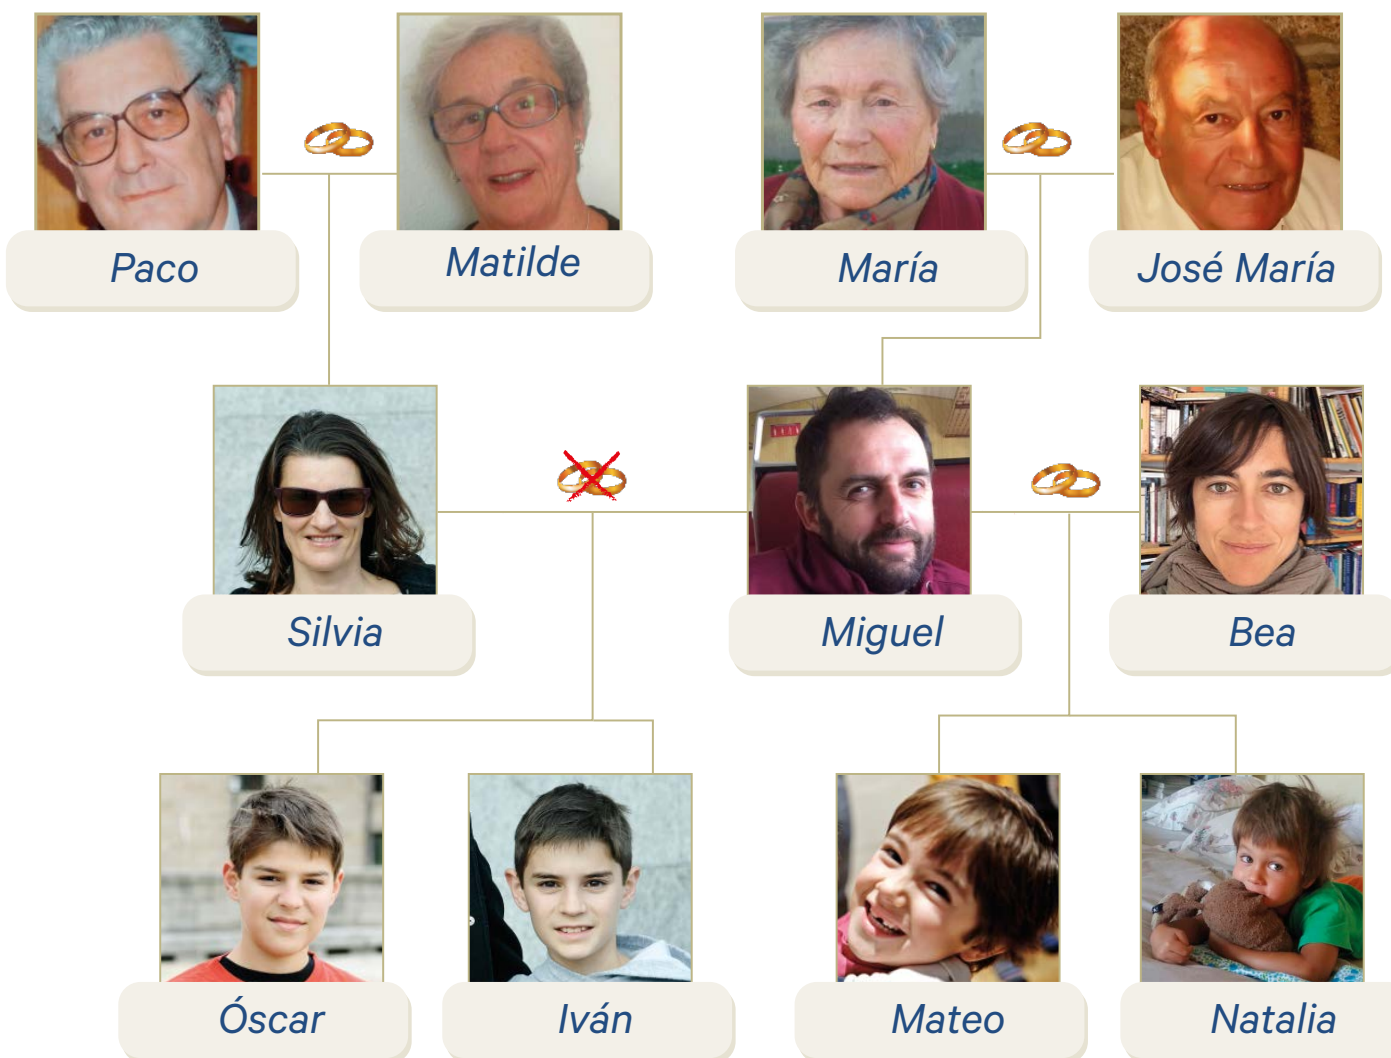 Paco
Matilde
María
José María
Silvia
Miguel
Bea
Óscar
Iván
Mateo
Natalia